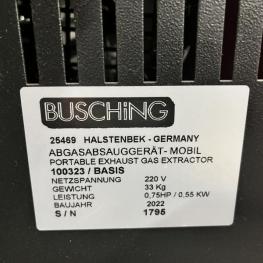 BUSCHING
25469 HALSTENBEK - GERMANY
ABGASABSAUGGERÄT- MOBIL
PORTABLE EXHAUST GAS EXTRACTOR
100323 / BASIS
NETZSPANNUNG 220 V
GEWICHT 33 Kg
LEISTUNG 0,75HP / 0,55 KW
BAUJAHR 2022
S / N 1795